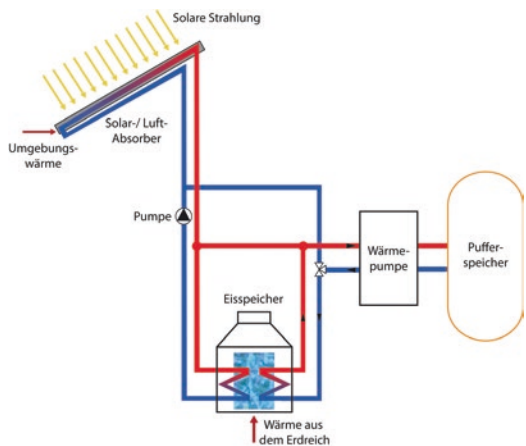 Solare Strahlung
Solar-/ Luft-
Absorber
Umgebungs-
wärme
Pumpe
Wärme-
pumpe
Puffer-
speicher
Eisspeicher
Wärme aus
dem Erdreich